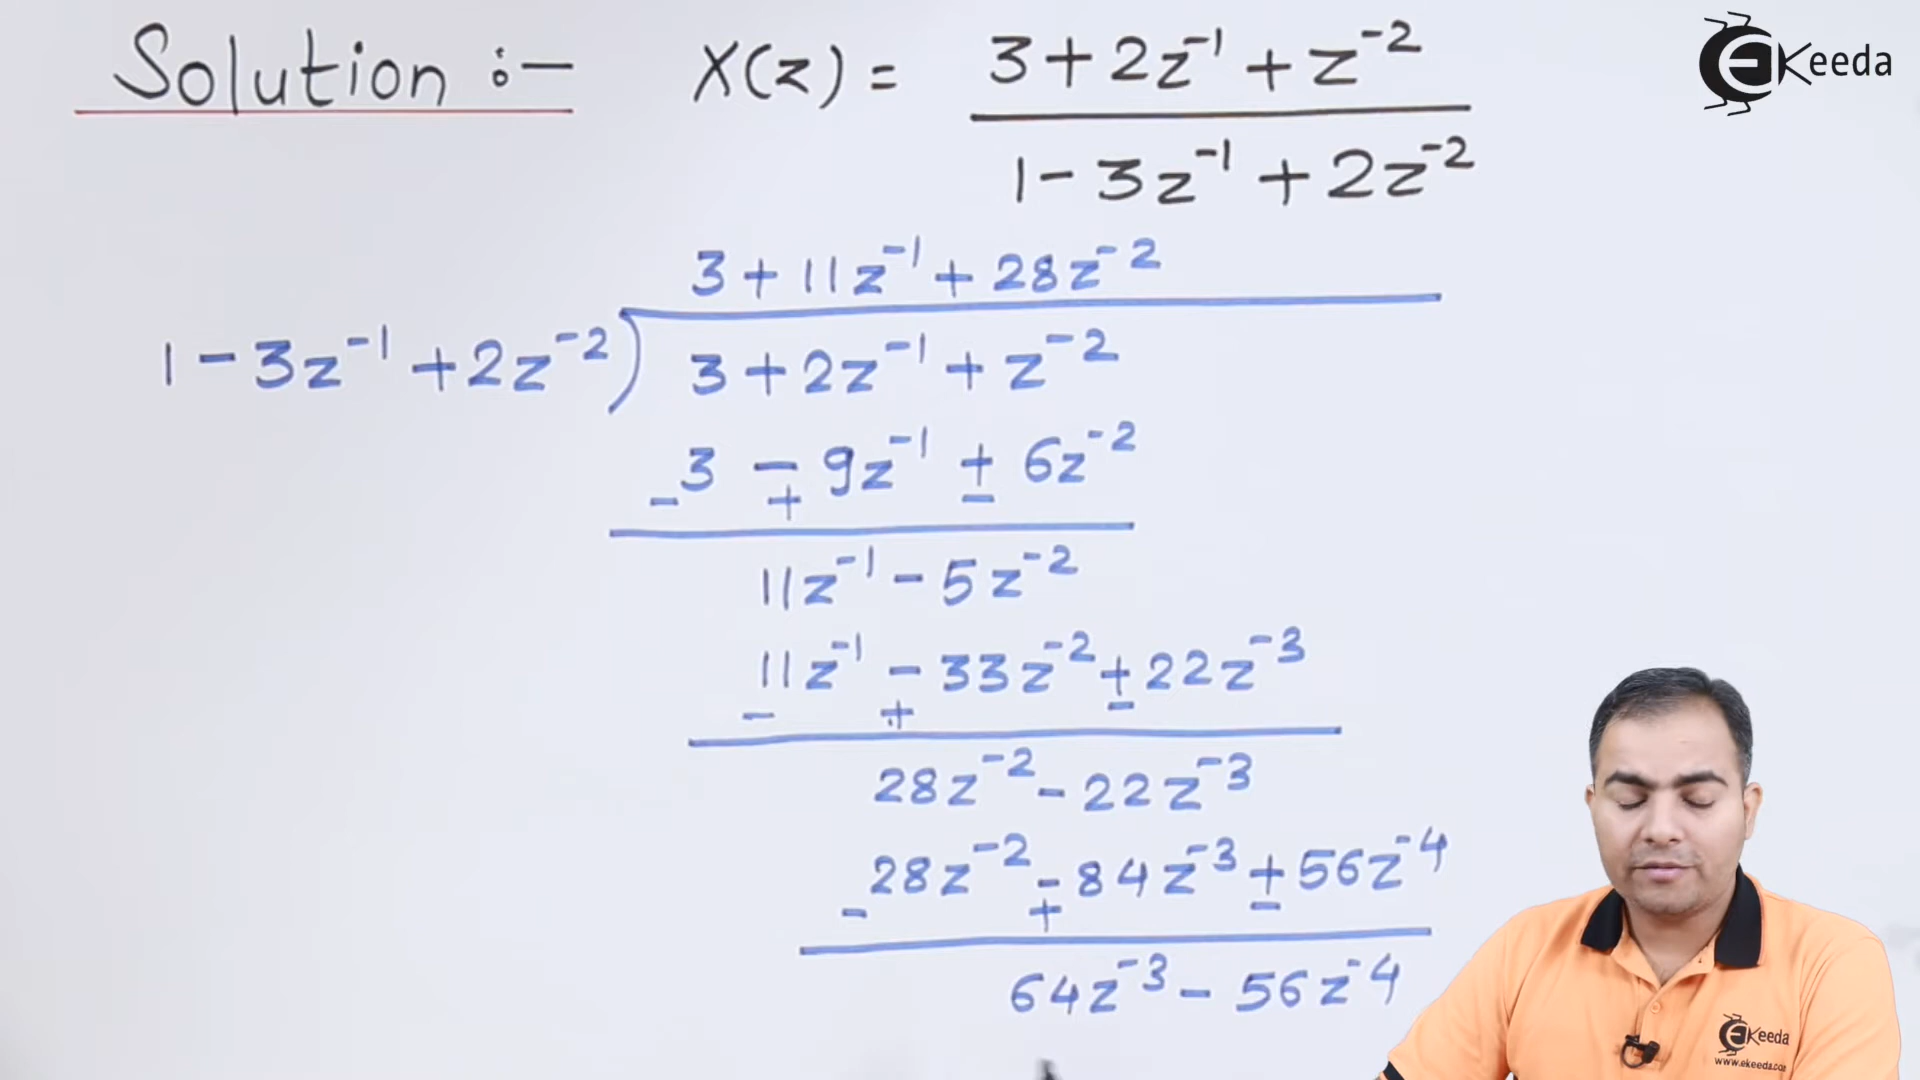 Solution :- X(z) = 3 + 2z⁻¹ + z⁻²
1 - 3z⁻¹ + 2z⁻²
EKeeda
3 + 11z⁻¹ + 28z⁻²
1 - 3z⁻¹ + 2z⁻² ) 3 + 2z⁻¹ + z⁻²
3 - 9z⁻¹ + 6z⁻²
- + -
11z⁻¹ - 5z⁻²
11z⁻¹ - 33z⁻² + 22z⁻³
- + -
28z⁻² - 22z⁻³
28z⁻² - 84z⁻³ + 56z⁻⁴
- + -
64z⁻³ - 56z⁻⁴
EKeeda
www.ekeeda.com